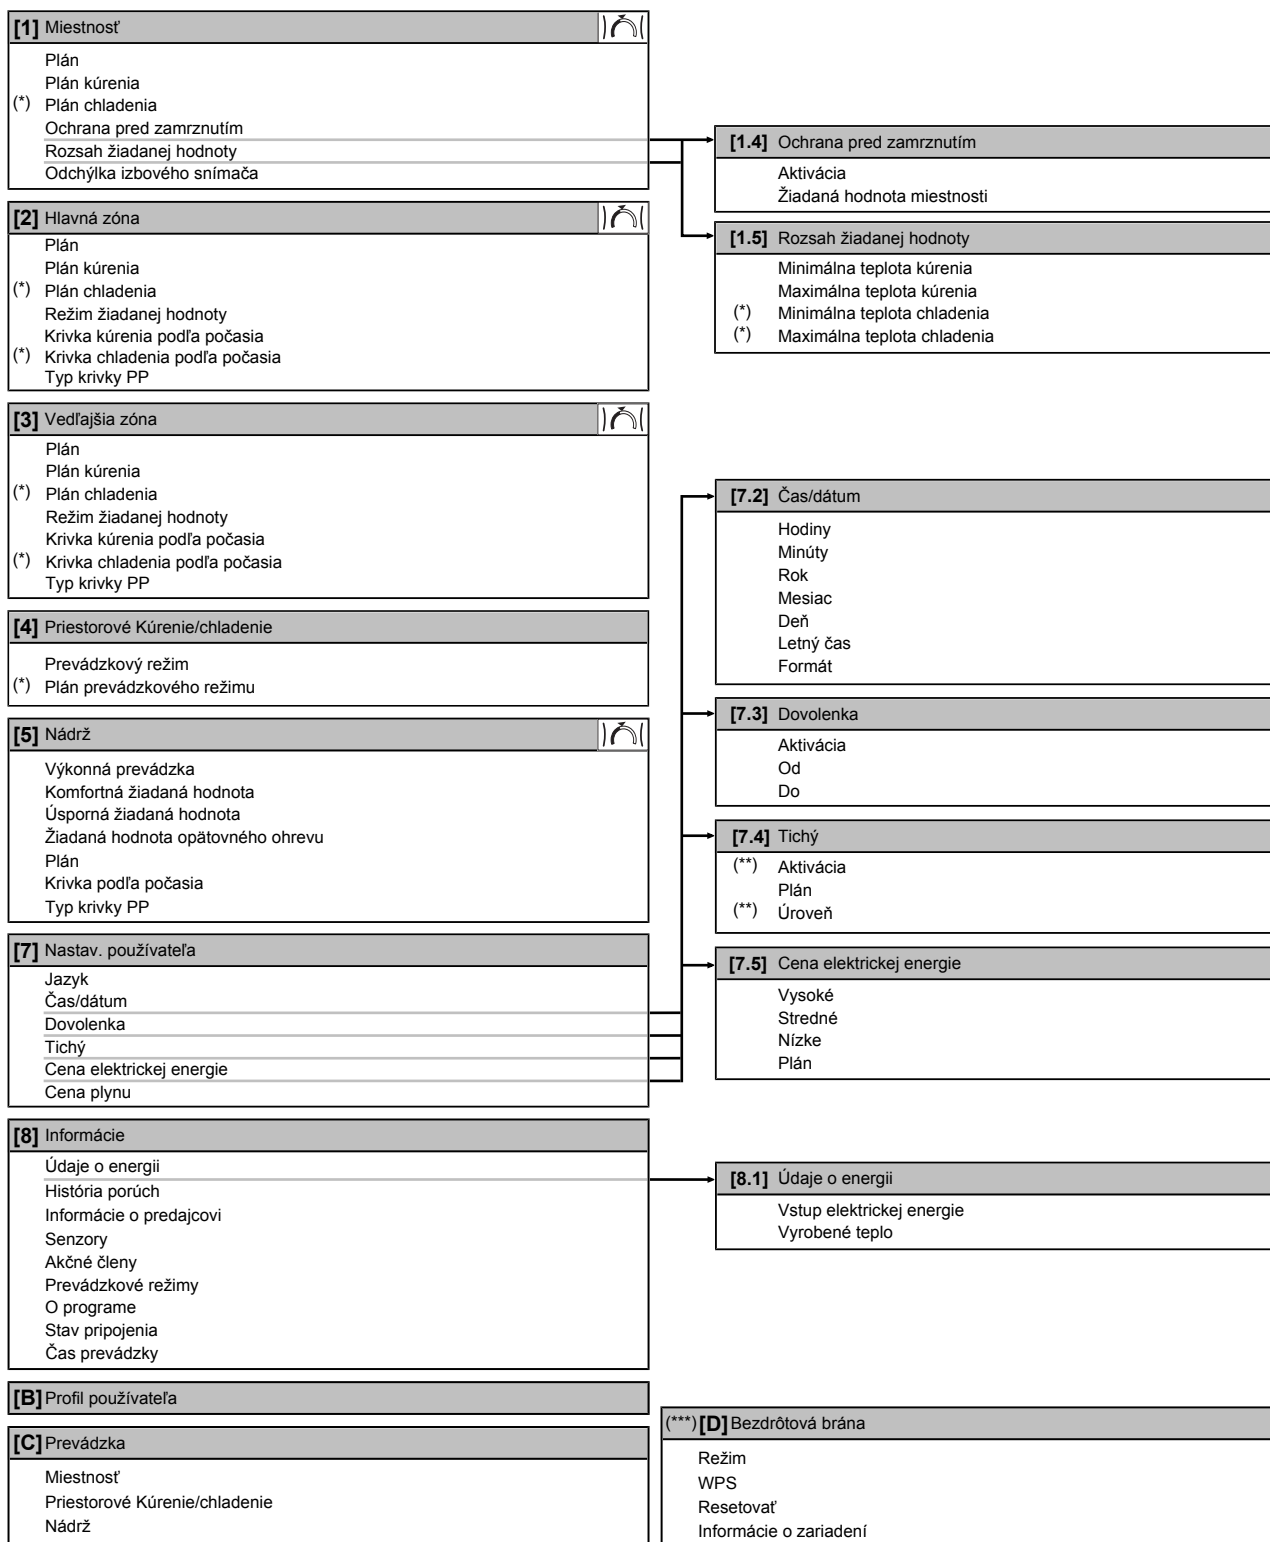 [1] Miestnosť
Plán
Plán kúrenia
(*) Plán chladenia
Ochrana pred zamrznutím
Rozsah žiadanej hodnoty
Odchýlka izbového snímača
[1.4] Ochrana pred zamrznutím
Aktivácia
Žiadaná hodnota miestnosti
[2] Hlavná zóna
Plán
Plán kúrenia
(*) Plán chladenia
Režim žiadanej hodnoty
Krivka kúrenia podľa počasia
(*) Krivka chladenia podľa počasia
Typ krivky PP
[1.5] Rozsah žiadanej hodnoty
Minimálna teplota kúrenia
Maximálna teplota kúrenia
(*) Minimálna teplota chladenia
(*) Maximálna teplota chladenia
[3] Vedľajšia zóna
Plán
Plán kúrenia
(*) Plán chladenia
Režim žiadanej hodnoty
Krivka kúrenia podľa počasia
(*) Krivka chladenia podľa počasia
Typ krivky PP
[4] Priestorové Kúrenie/chladenie
Prevádzkový režim
(*) Plán prevádzkového režimu
[5] Nádrž
Výkonná prevádzka
Komfortná žiadaná hodnota
Úsporná žiadaná hodnota
Žiadaná hodnota opätovného ohrevu
Plán
Krivka podľa počasia
Typ krivky PP
[7] Nastav. používateľa
Jazyk
Čas/dátum
Dovolenka
Tichý
Cena elektrickej energie
Cena plynu
[7.2] Čas/dátum
Hodiny
Minúty
Rok
Mesiac
Deň
Letný čas
Formát
[7.3] Dovolenka
Aktivácia
Od
Do
[7.4] Tichý
(**) Aktivácia
Plán
(**) Úroveň
[7.5] Cena elektrickej energie
Vysoké
Stredné
Nízke
Plán
[8] Informácie
Údaje o energii
História porúch
Informácie o predajcovi
Senzory
Akčné členy
Prevádzkové režimy
O programe
Stav pripojenia
Čas prevádzky
[8.1] Údaje o energii
Vstup elektrickej energie
Vyrobené teplo
[B] Profil používateľa
[C] Prevádzka
Miestnosť
Priestorové Kúrenie/chladenie
Nádrž
(***) [D] Bezdrôtová brána
Režim
WPS
Resetovať
Informácie o zariadení